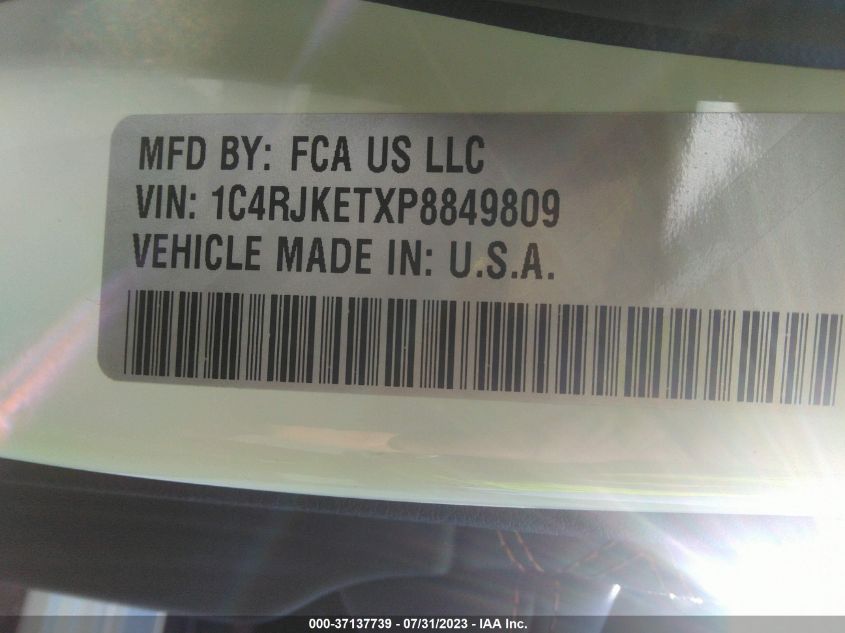 MFD BY: FCA US LLC
VIN: 1C4RJKETXP8849809
VEHICLE MADE IN: U.S.A.
000-37137739 - 07/31/2023 - IAA Inc.